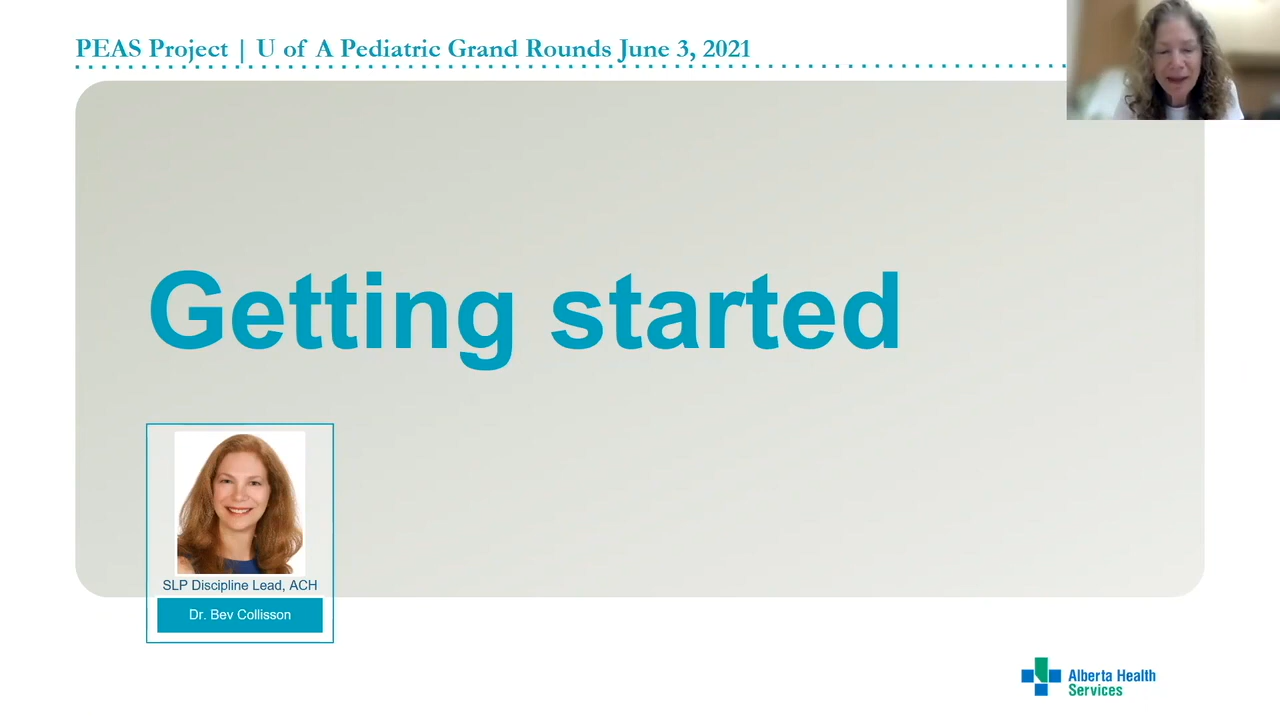 PEAS Project | U of A Pediatric Grand Rounds June 3, 2021
Getting started
SLP Discipline Lead, ACH
Dr. Bev Collisson
Alberta Health
Services